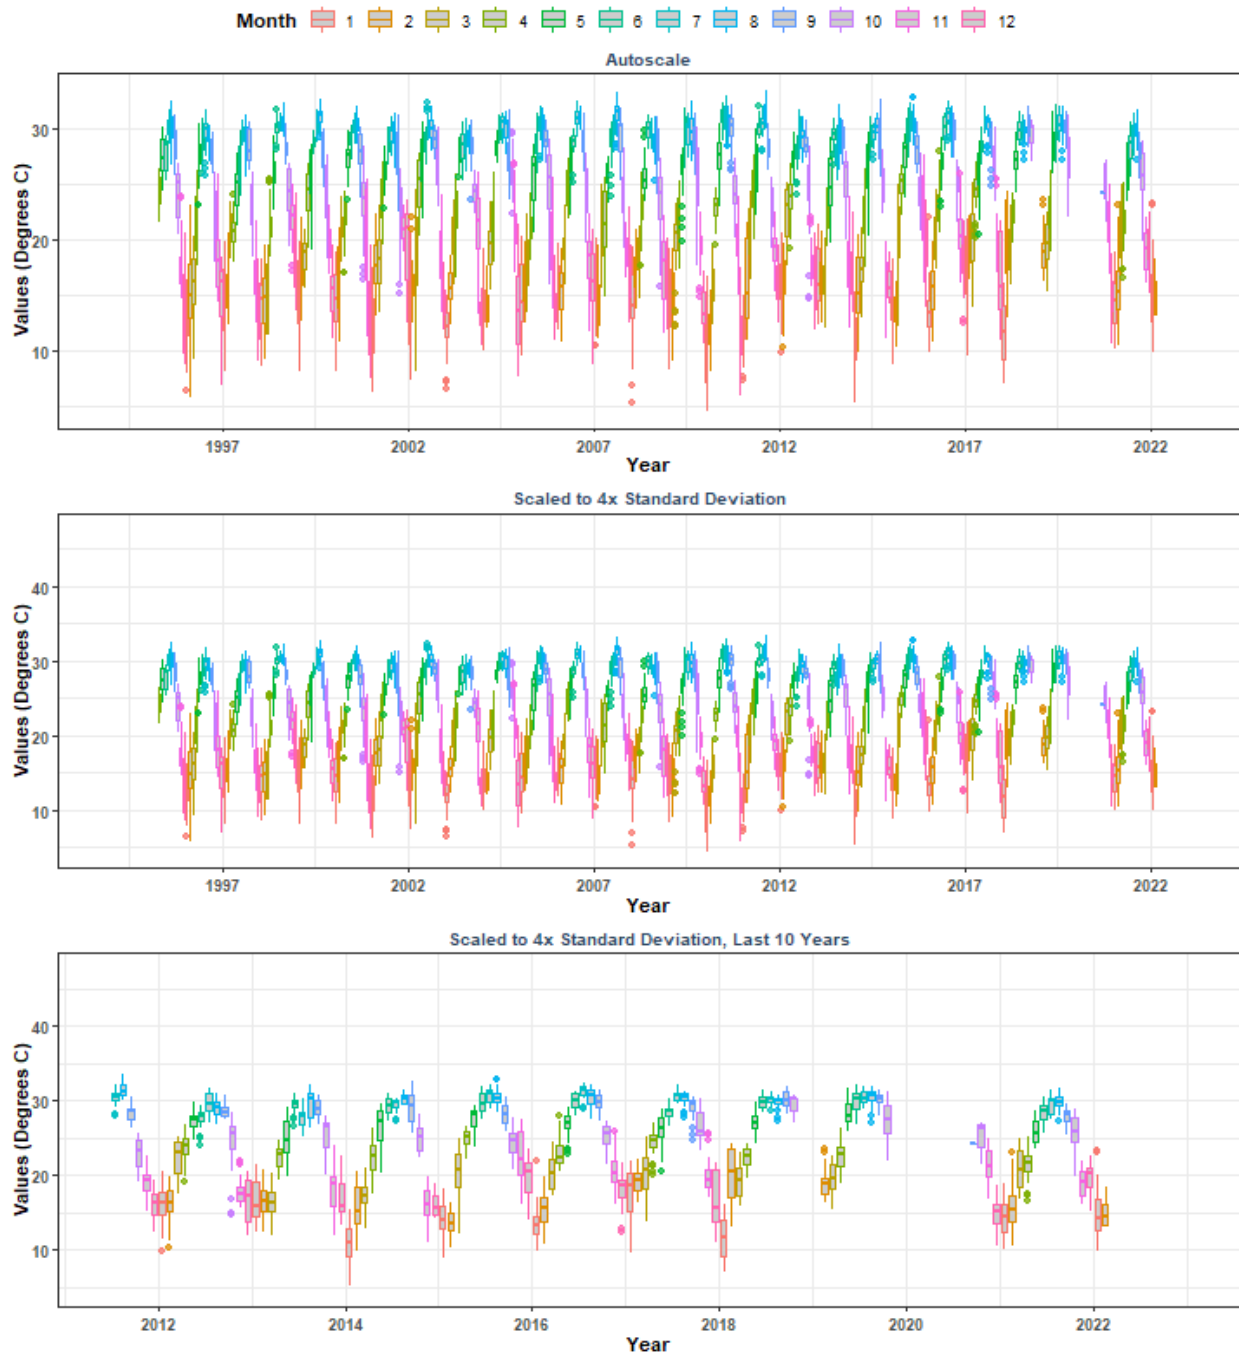 Month 1 2 3 4 5 6 7 8 9 10 11 12
Autoscale
Values (Degrees C)
30
20
10
1997 2002 2007 2012 2017 2022
Year
Scaled to 4x Standard Deviation
Values (Degrees C)
40
30
20
10
1997 2002 2007 2012 2017 2022
Year
Scaled to 4x Standard Deviation, Last 10 Years
Values (Degrees C)
40
30
20
10
2012 2014 2016 2018 2020 2022
Year